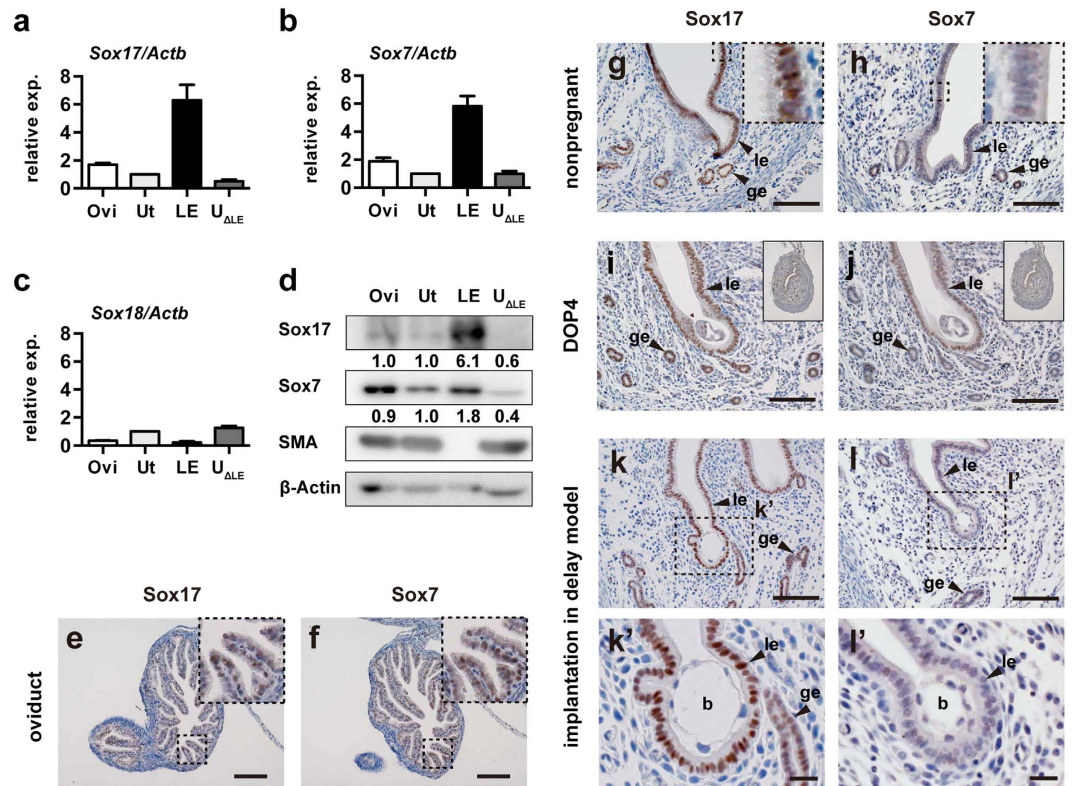 a
Sox17/Actb
relative exp.
8
6
4
2
0
Ovi Ut LE UΔLE
b
Sox7/Actb
relative exp.
8
6
4
2
0
Ovi Ut LE UΔLE
c
Sox18/Actb
relative exp.
8
6
4
2
0
Ovi Ut LE UΔLE
d
Ovi Ut LE UΔLE
Sox17
1.0 1.0 6.1 0.6
Sox7
0.9 1.0 1.8 0.4
SMA
β-Actin
Sox17 Sox7
oviduct
e
f
Sox17 Sox7
nonpregnant
g
le
ge
h
le
ge
DOP4
i
le
ge
j
le
ge
implantation in delay model
k
le
k'
ge
l
le
l'
ge
k'
le
ge
b
l'
le
b